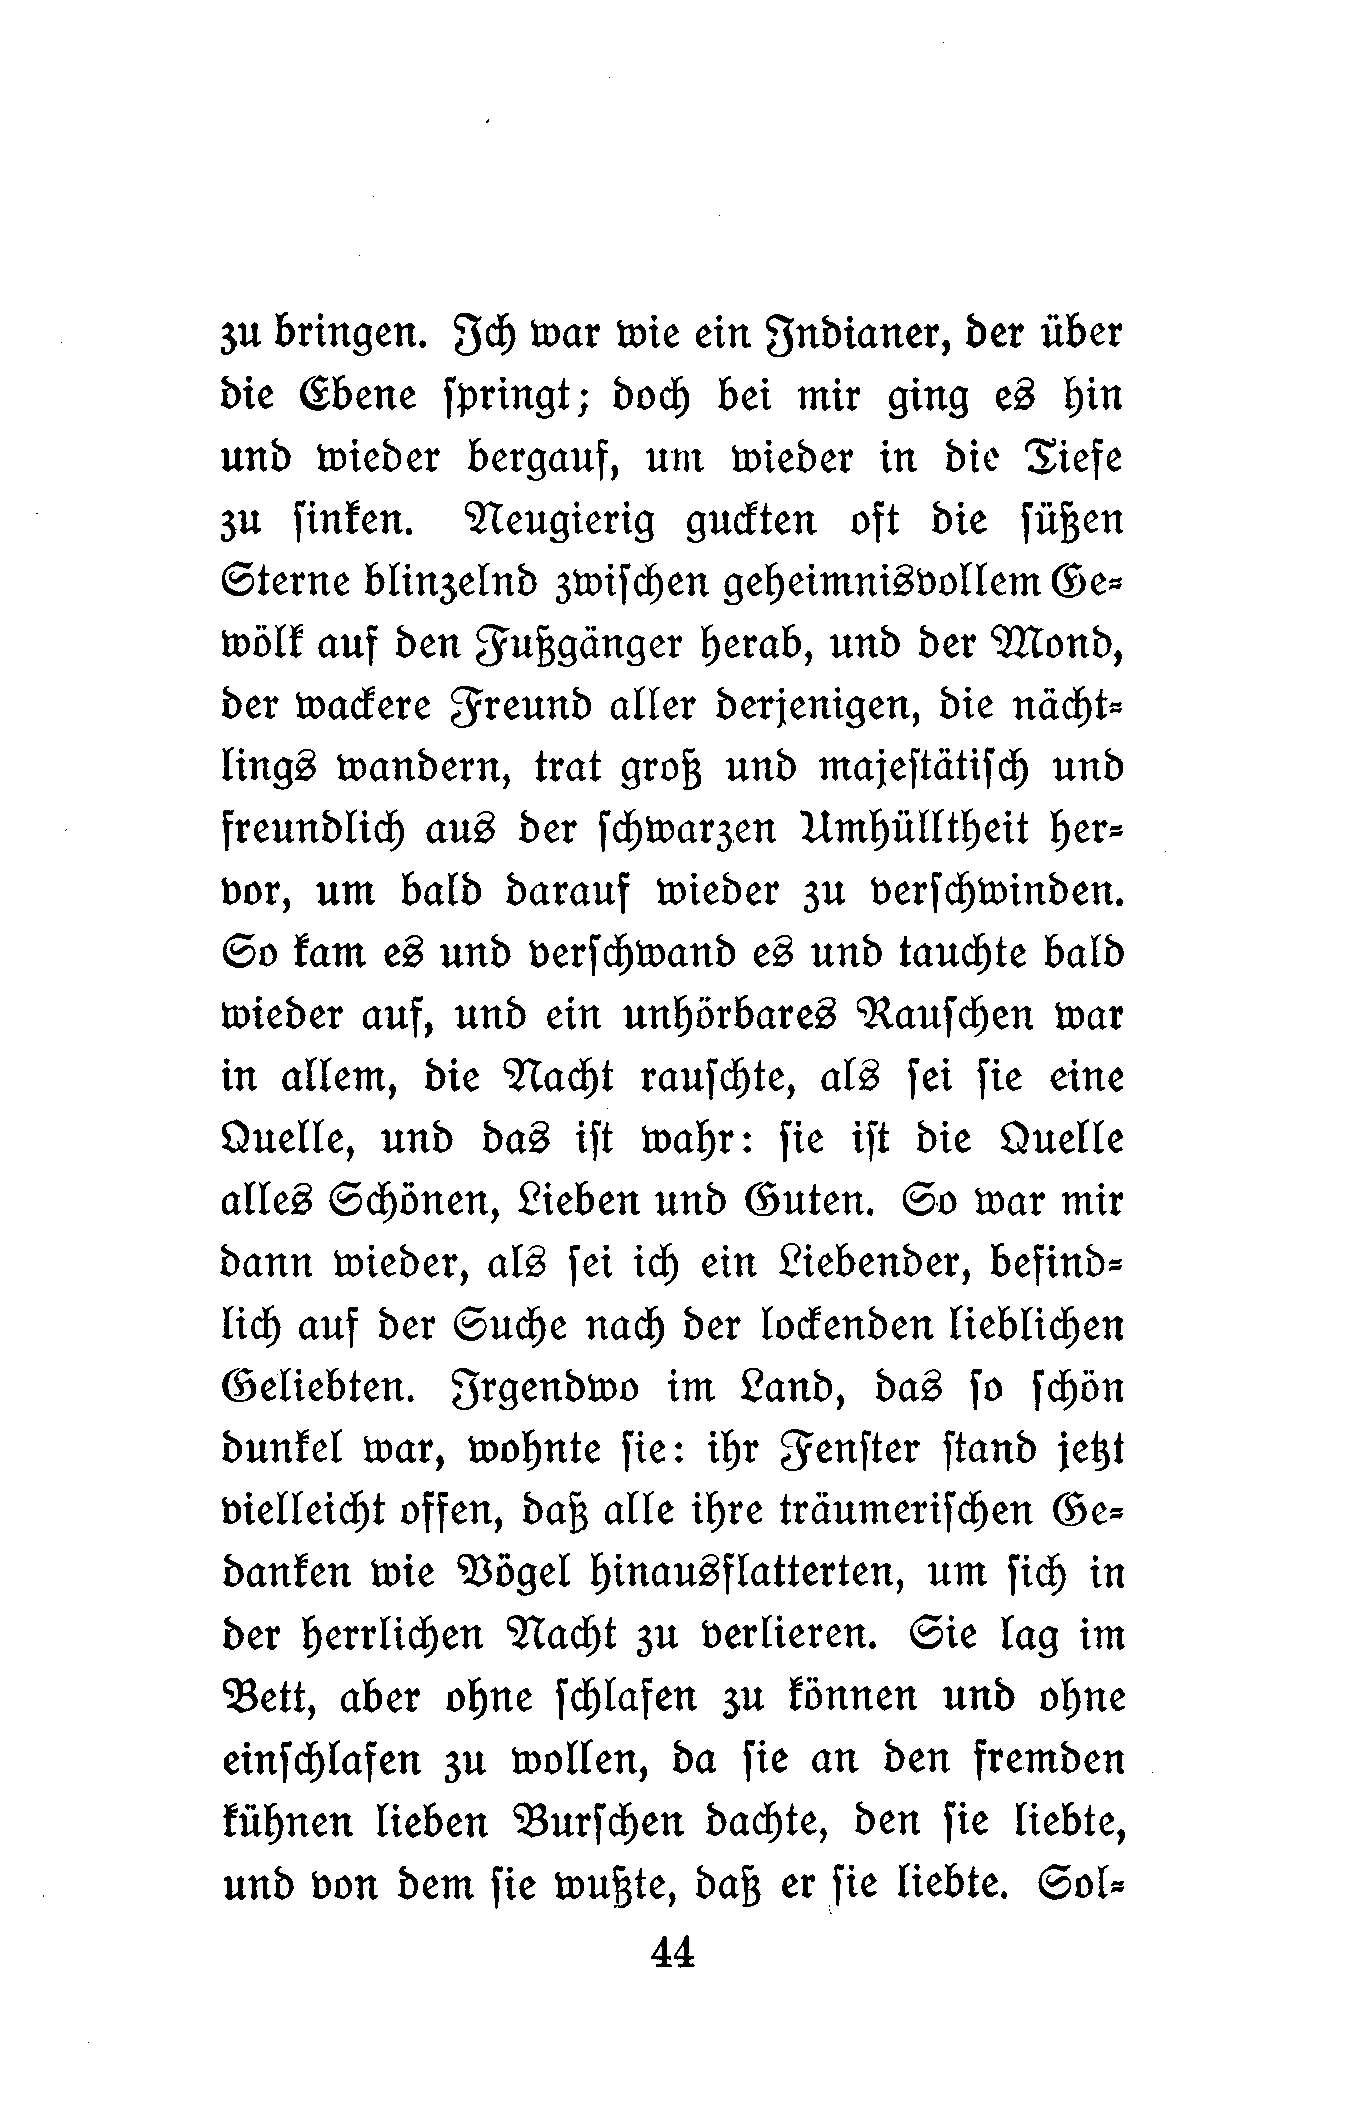 zu bringen. Ich war wie ein Indianer, der über
die Ebene ſpringt; doch bei mir ging es hin
und wieder bergauf, um wieder in die Tiefe
zu ſinken. Neugierig guckten oft die ſüßen
Sterne blinzelnd zwiſchen geheimnisvollem Ge⸗
wölk auf den Fußgänger herab, und der Mond,
der wackere Freund aller derjenigen, die nächt⸗
lings wandern, trat groß und majeſtätiſch und
freundlich aus der ſchwarzen Umhülltheit her⸗
vor, um bald darauf wieder zu verſchwinden.
So kam es und verſchwand es und tauchte bald
wieder auf, und ein unhörbares Rauſchen war
in allem, die Nacht rauſchte, als ſei ſie eine
Quelle, und das iſt wahr: ſie iſt die Quelle
alles Schönen, Lieben und Guten. So war mir
dann wieder, als ſei ich ein Liebender, befind⸗
lich auf der Suche nach der lockenden lieblichen
Geliebten. Irgendwo im Land, das ſo ſchön
dunkel war, wohnte ſie: ihr Fenſter ſtand jetzt
vielleicht offen, daß alle ihre träumeriſchen Ge⸗
danken wie Vögel hinausflatterten, um ſich in
der herrlichen Nacht zu verlieren. Sie lag im
Bett, aber ohne ſchlafen zu können und ohne
einſchlafen zu wollen, da ſie an den fremden
kühnen lieben Burſchen dachte, den ſie liebte,
und von dem ſie wußte, daß er ſie liebte. Sol⸗
44